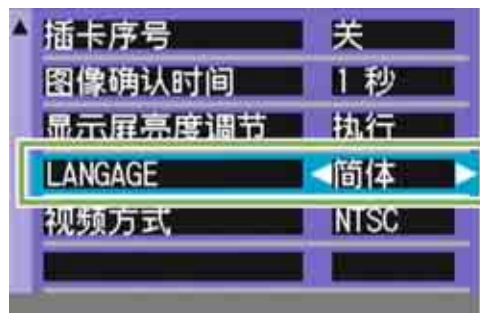 插卡序号 关
图像确认时间 1 秒
显示屏亮度调节 执行
LANGAGE 简体
视频方式 NTSC